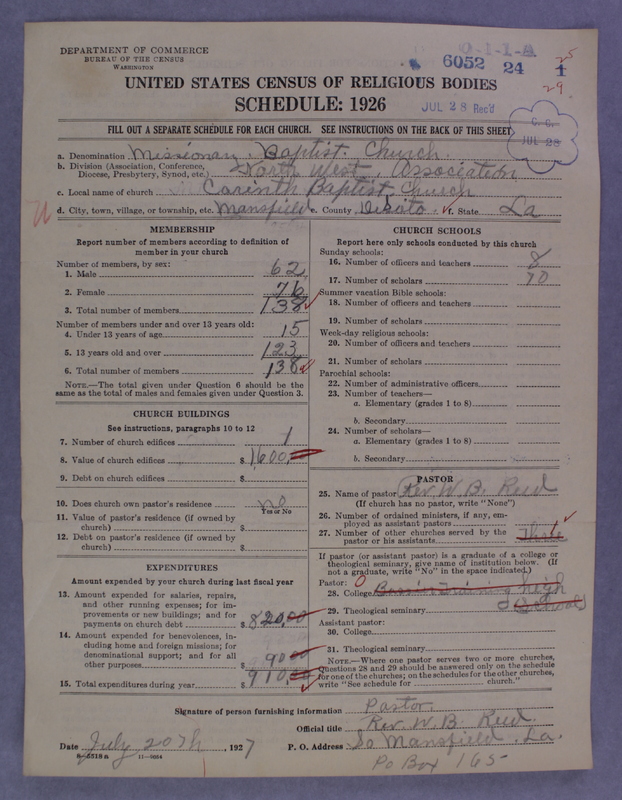 DEPARTMENT OF COMMERCE
BUREAU OF THE CENSUS
WASHINGTON
0-1-1-A
6052 24 1
25
29
UNITED STATES CENSUS OF RELIGIOUS BODIES
SCHEDULE: 1926
JUL 28 Rec'd
C. C.
JUL 28
FILL OUT A SEPARATE SCHEDULE FOR EACH CHURCH. SEE INSTRUCTIONS ON THE BACK OF THIS SHEET
a. Denomination Missionary Baptist Church
b. Division (Association, Conference, Diocese, Presbytery, Synod, etc.) North West Association
c. Local name of church Corinth Baptist Church
d. City, town, village, or township, etc. Mansfield e. County Desoto f. State La
MEMBERSHIP
Report number of members according to definition of
member in your church
Number of members, by sex:
1. Male 62
2. Female 76
3. Total number of members 138
Number of members under and over 13 years old:
4. Under 13 years of age 15
5. 13 years old and over 123
6. Total number of members 138
NOTE.—The total given under Question 6 should be the
same as the total of males and females given under Question 3.
CHURCH BUILDINGS
See instructions, paragraphs 10 to 12
7. Number of church edifices 1
8. Value of church edifices $ 1600.00
9. Debt on church edifices $
10. Does church own pastor's residence no
Yes or No
11. Value of pastor's residence (if owned by
church) $
12. Debt on pastor's residence (if owned by
church) $
EXPENDITURES
Amount expended by your church during last fiscal year
13. Amount expended for salaries, repairs,
and other running expenses; for im-
provements or new buildings; and for
payments on church debt $ 820.00
14. Amount expended for benevolences, in-
cluding home and foreign missions; for
denominational support; and for all
other purposes 90 00
15. Total expenditures during year $ 910.00
CHURCH SCHOOLS
Report here only schools conducted by this church
Sunday schools:
16. Number of officers and teachers 8
17. Number of scholars 70
Summer vacation Bible schools:
18. Number of officers and teachers
19. Number of scholars
Week-day religious schools:
20. Number of officers and teachers
21. Number of scholars
Parochial schools:
22. Number of administrative officers
23. Number of teachers—
a. Elementary (grades 1 to 8)
b. Secondary
24. Number of scholars—
a. Elementary (grades 1 to 8)
b. Secondary
PASTOR
25. Name of pastor Rev. W. B. Reed
(If church has no pastor, write "None")
26. Number of ordained ministers, if any, em-
ployed as assistant pastors
27. Number of other churches served by the
pastor or his assistants
If pastor (or assistant pastor) is a graduate of a college or
theological seminary, give name of institution below. (If
not a graduate, write "No" in the space indicated.)
Pastor: 0
28. College Training High
29. Theological seminary School
Assistant pastor:
30. College
31. Theological seminary
NOTE.—Where one pastor serves two or more churches,
Questions 28 and 29 should be answered only on the schedule
for one of the churches; on the schedules for the other churches,
write "See schedule for church."
Signature of person furnishing information Pastor
Official title Rev. W. B. Reed
Date July 20th, 1927 P. O. Address So Mansfield. La.
8—5518 a 11—9054
Po Box 165